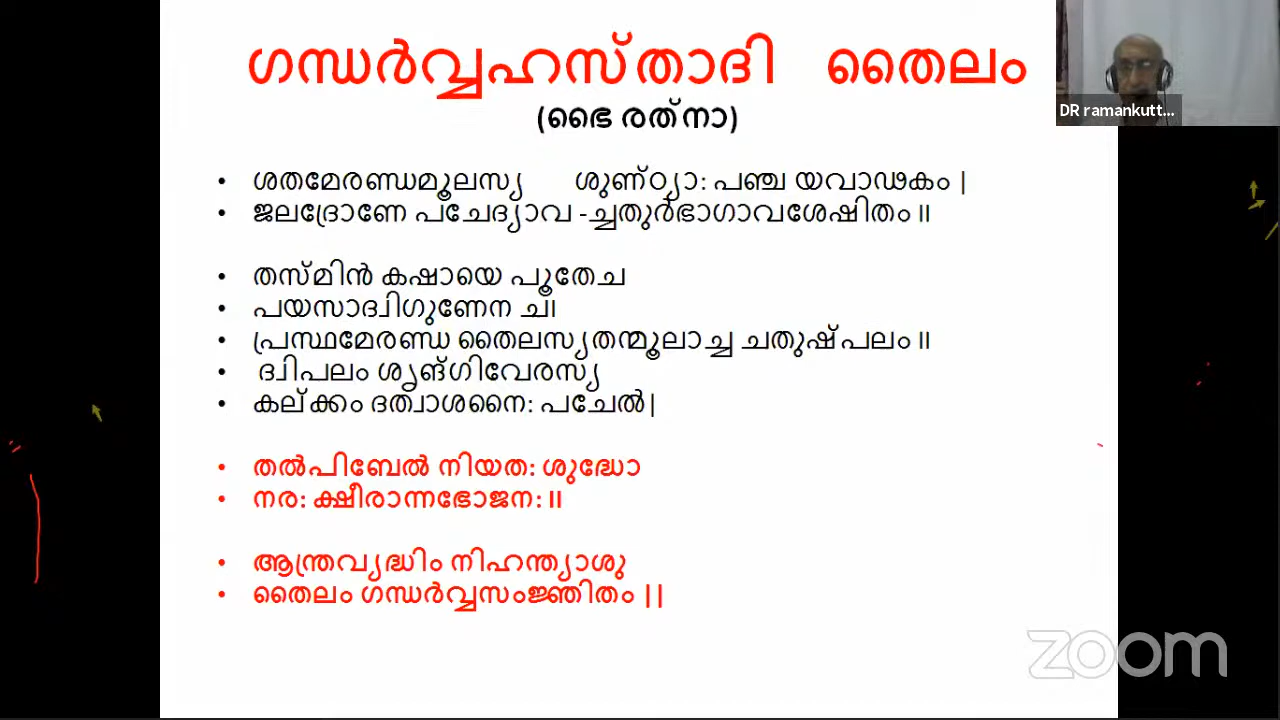 ഗന്ധർവ്വഹസ്താദി തൈലം
(ഭൈ രത്‌നാ)
DR ramankutt...
• ശതമേരണ്ഡമൂലസ്യ ശുണ്ഠ്യാ: പഞ്ച യവാഢകം |
• ജലദ്രോണേ പചേദ്യാവ -ച്ചതുർഭാഗാവശേഷിതം ॥
• തസ്മിൻ കഷായെ പൂതേച
• പയസാദ്വിഗുണേന ച।
• പ്രസ്ഥമേരണ്ഡ തൈലസ്യതന്മൂലാച്ച ചതുഷ്പലം ॥
• ദ്വിപലം ശൃങ്ഗിവേരസ്യ
• കല്ക്കം ദത്വാശനൈ: പചേൽ|
• തൽപിബേൽ നിയത: ശുദ്ധോ
• നര: ക്ഷീരാന്നഭോജന: ॥
• ആന്ത്രവ്യദ്ധിം നിഹന്ത്യാശു
• തൈലം ഗന്ധർവ്വസംജ്ഞിതം ||
zoom